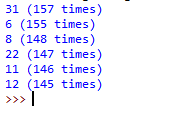 31 (157 times)
6 (155 times)
8 (148 times)
22 (147 times)
11 (146 times)
12 (145 times)
>>>